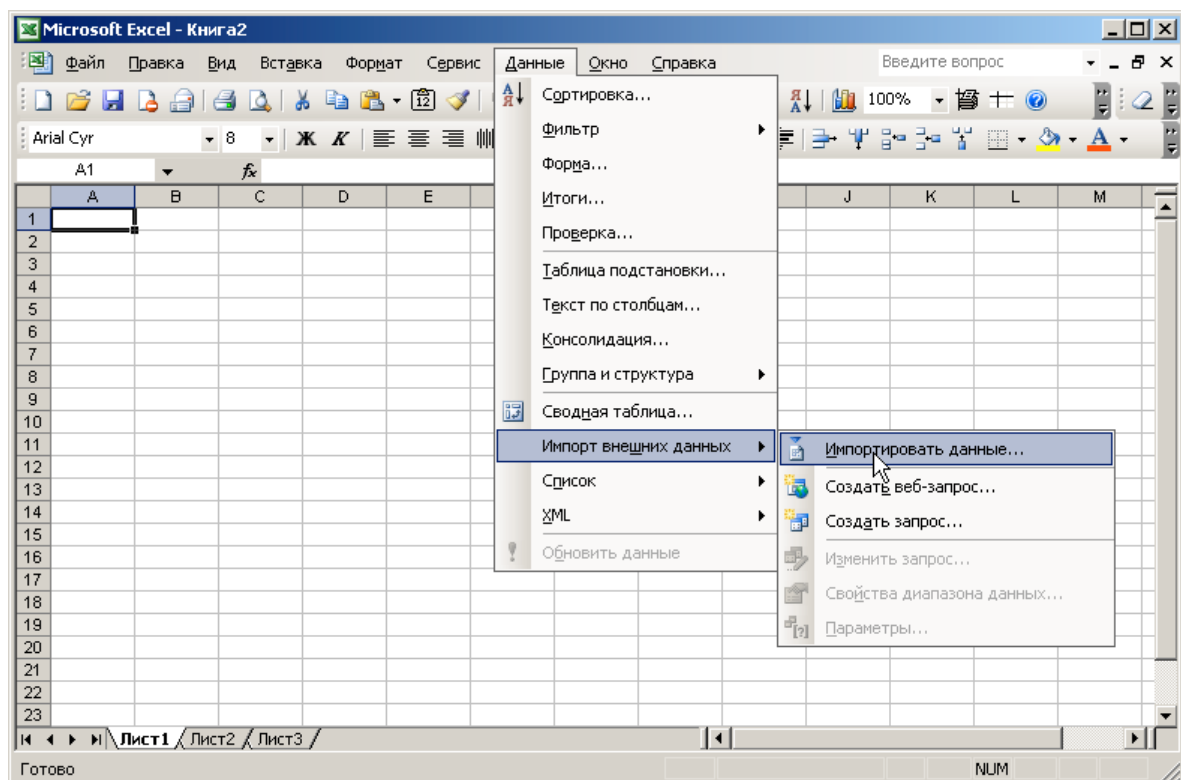 Microsoft Excel - Книга2
Файл Правка Вид Вставка Формат Сервис Данные Окно Справка Введите вопрос
12 100%
Arial Cyr 8 Ж К А
A1 fx
A B C D E J K L M
Сортировка...
Фильтр
Форма...
Итоги...
Проверка...
Таблица подстановки...
Текст по столбцам...
Консолидация...
Группа и структура
Сводная таблица...
Импорт внешних данных
Список
XML
Обновить данные
Импортировать данные...
Создать веб-запрос...
Создать запрос...
Изменить запрос...
Свойства диапазона данных...
Параметры...
1
2
3
4
5
6
7
8
9
10
11
12
13
14
15
16
17
18
19
20
21
22
23
Лист1 Лист2 Лист3
Готово NUM